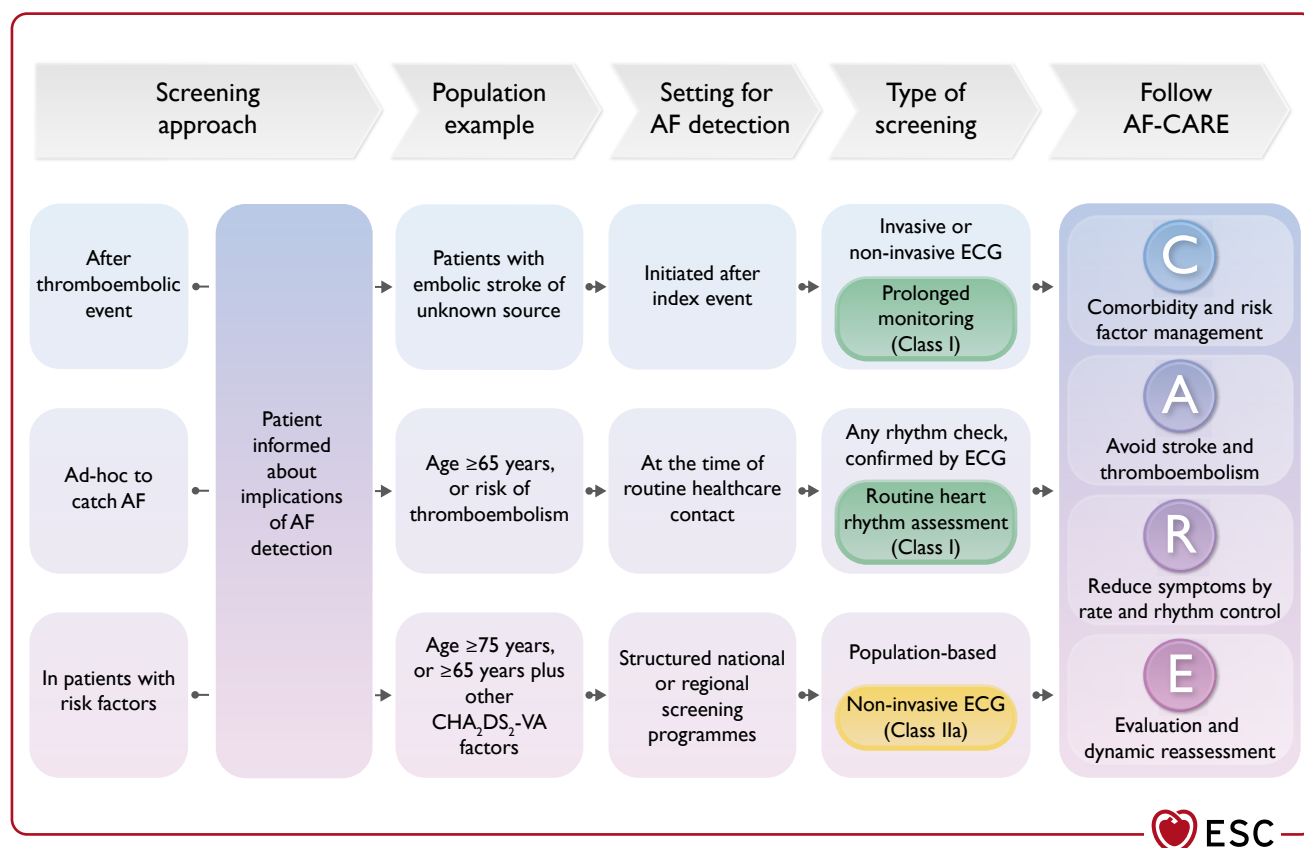 Screening
approach
Population
example
Setting for
AF detection
Type of
screening
Follow
AF-CARE
After
thromboembolic
event
Patient
informed
about
implications
of AF
detection
Patients with
embolic stroke of
unknown source
Initiated after
index event
Invasive or
non-invasive ECG
Prolonged
monitoring
(Class I)
Ad-hoc to
catch AF
Age ≥65 years,
or risk of
thromboembolism
At the time of
routine healthcare
contact
Any rhythm check,
confirmed by ECG
Routine heart
rhythm assessment
(Class I)
In patients with
risk factors
Age ≥75 years,
or ≥65 years plus
other
CHA₂DS₂-VA
factors
Structured national
or regional
screening
programmes
Population-based
Non-invasive ECG
(Class IIa)
C
Comorbidity and risk
factor management
A
Avoid stroke and
thromboembolism
R
Reduce symptoms by
rate and rhythm control
E
Evaluation and
dynamic reassessment
ESC